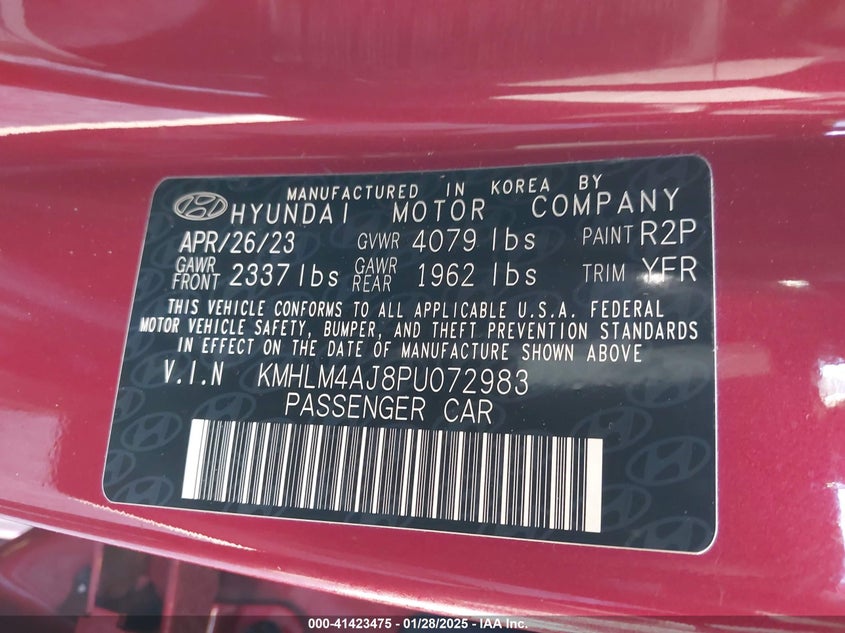 MANUFACTURED IN KOREA BY
HYUNDAI MOTOR COMPANY
APR/26/23 GVWR 4079 lbs PAINT R2P
GAWR FRONT 2337 lbs GAWR REAR 1962 lbs TRIM YFR
THIS VEHICLE CONFORMS TO ALL APPLICABLE U.S.A. FEDERAL
MOTOR VEHICLE SAFETY, BUMPER, AND THEFT PREVENTION STANDARDS
IN EFFECT ON THE DATE OF MANUFACTURE SHOWN ABOVE
V.I.N KMHLM4AJ8PU072983
PASSENGER CAR
000-41423475 - 01/28/2025 - IAA Inc.